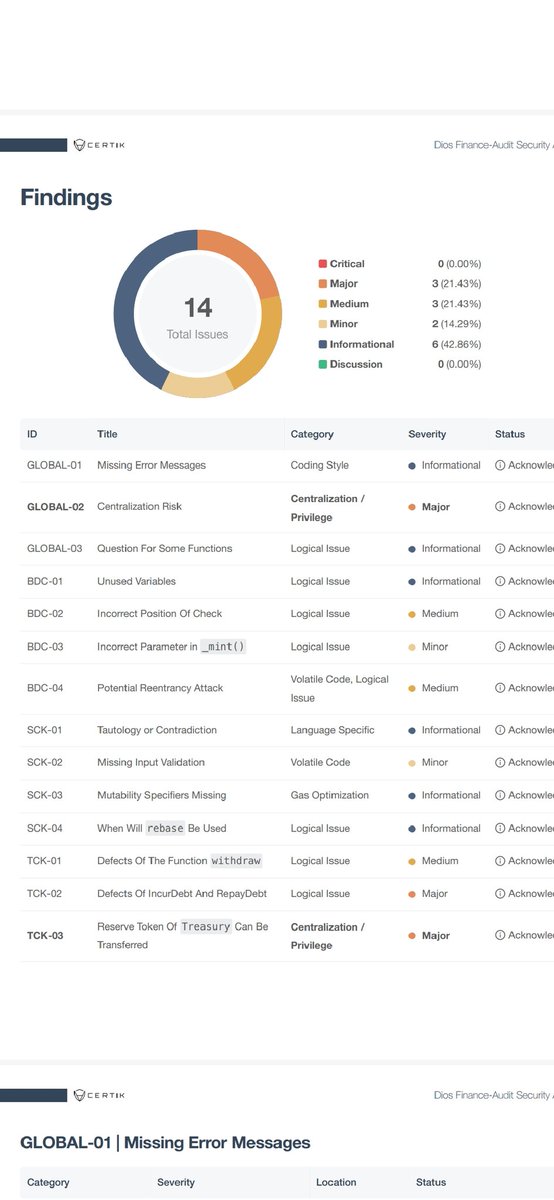 CERTIK
Dios Finance-Audit Security
Findings
14
Total Issues
Critical 0 (0.00%)
Major 3 (21.43%)
Medium 3 (21.43%)
Minor 2 (14.29%)
Informational 6 (42.86%)
Discussion 0 (0.00%)
ID Title Category Severity Status
GLOBAL-01 Missing Error Messages Coding Style Informational Acknowle
GLOBAL-02 Centralization Risk Centralization / Privilege Major Acknowle
GLOBAL-03 Question For Some Functions Logical Issue Informational Acknowle
BDC-01 Unused Variables Logical Issue Informational Acknowle
BDC-02 Incorrect Position Of Check Logical Issue Medium Acknowle
BDC-03 Incorrect Parameter in _mint() Logical Issue Minor Acknowle
BDC-04 Potential Reentrancy Attack Volatile Code, Logical Issue Medium Acknowle
SCK-01 Tautology or Contradiction Language Specific Informational Acknowle
SCK-02 Missing Input Validation Volatile Code Minor Acknowle
SCK-03 Mutability Specifiers Missing Gas Optimization Informational Acknowle
SCK-04 When Will rebase Be Used Logical Issue Informational Acknowle
TCK-01 Defects Of The Function withdraw Logical Issue Medium Acknowle
TCK-02 Defects Of IncurDebt And RepayDebt Logical Issue Major Acknowle
TCK-03 Reserve Token Of Treasury Can Be Transferred Centralization / Privilege Major Acknowle
CERTIK
Dios Finance-Audit Security
GLOBAL-01 | Missing Error Messages
Category Severity Location Status